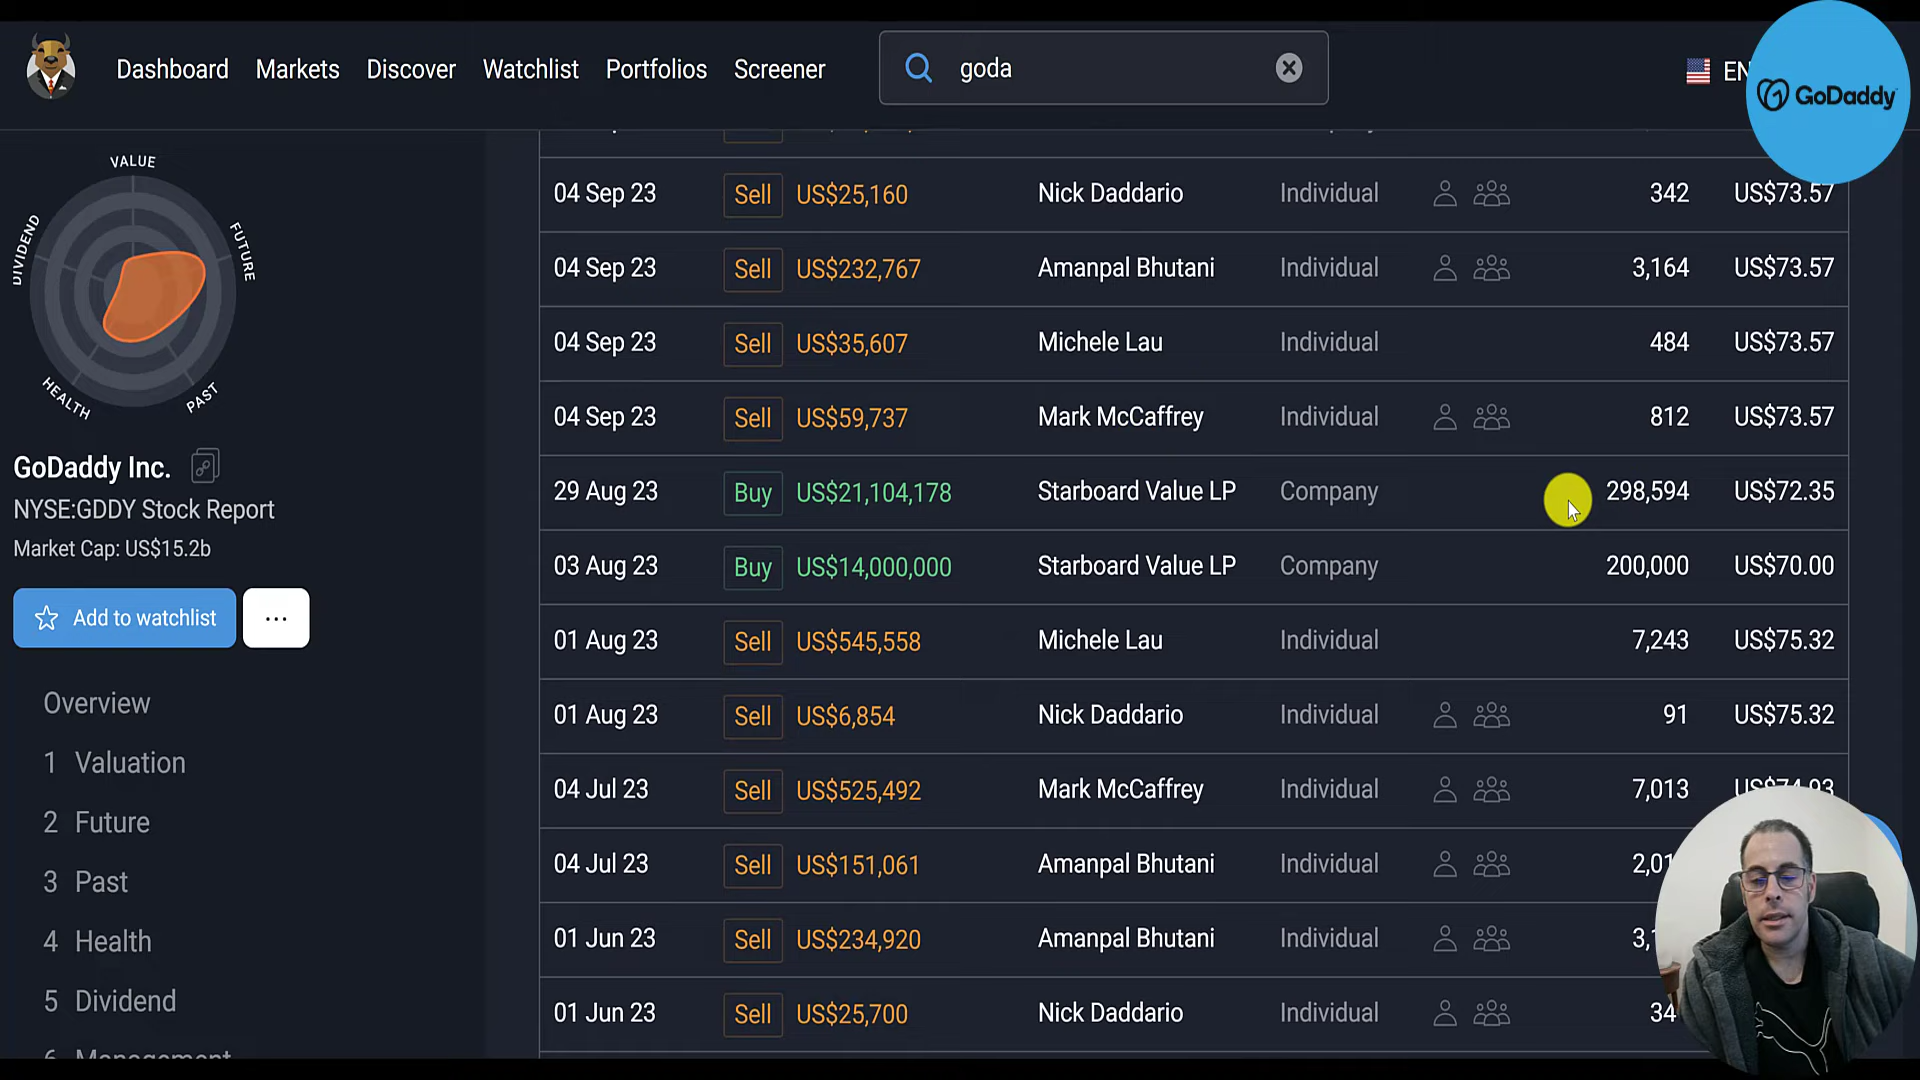 Dashboard Markets Discover Watchlist Portfolios Screener goda EN
GoDaddy
VALUE
FUTURE
PAST
HEALTH
DIVIDEND
GoDaddy Inc.
NYSE:GDDY Stock Report
Market Cap: US$15.2b
Add to watchlist ...
Overview
1 Valuation
2 Future
3 Past
4 Health
5 Dividend
6 Management
04 Sep 23 Sell US$25,160 Nick Daddario Individual 342 US$73.57
04 Sep 23 Sell US$232,767 Amanpal Bhutani Individual 3,164 US$73.57
04 Sep 23 Sell US$35,607 Michele Lau Individual 484 US$73.57
04 Sep 23 Sell US$59,737 Mark McCaffrey Individual 812 US$73.57
29 Aug 23 Buy US$21,104,178 Starboard Value LP Company 298,594 US$72.35
03 Aug 23 Buy US$14,000,000 Starboard Value LP Company 200,000 US$70.00
01 Aug 23 Sell US$545,558 Michele Lau Individual 7,243 US$75.32
01 Aug 23 Sell US$6,854 Nick Daddario Individual 91 US$75.32
04 Jul 23 Sell US$525,492 Mark McCaffrey Individual 7,013 US$74.93
04 Jul 23 Sell US$151,061 Amanpal Bhutani Individual
01 Jun 23 Sell US$234,920 Amanpal Bhutani Individual
01 Jun 23 Sell US$25,700 Nick Daddario Individual